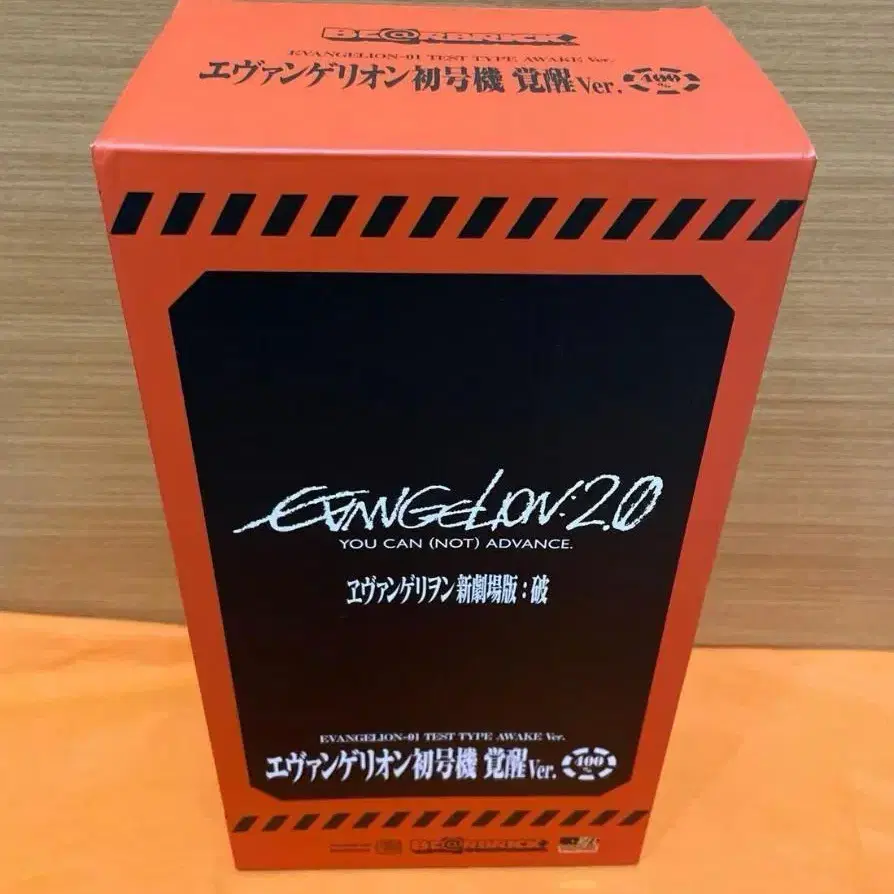 BE@RBRICK
EVANGELION-01 TEST TYPE AWAKE Ver.
エヴァンゲリオン初号機 覚醒Ver. 400%
EVANGELION:2.0
YOU CAN (NOT) ADVANCE.
ヱヴァンゲリヲン新劇場版:破
EVANGELION-01 TEST TYPE AWAKE Ver.
エヴァンゲリオン初号機 覚醒Ver. 400%
BE@RBRICK